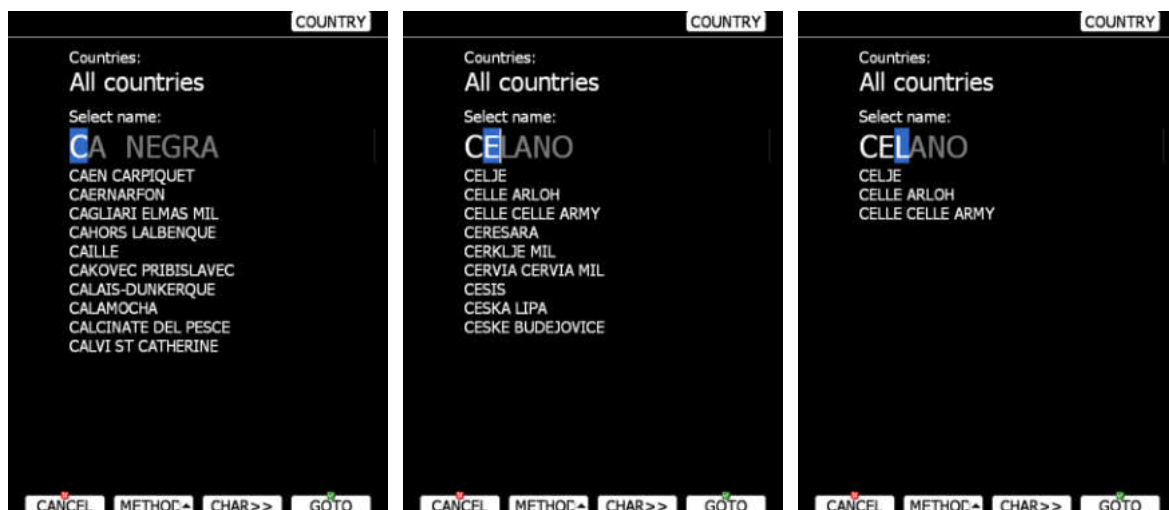 COUNTRY
Countries:
All countries
Select name:
CA NEGRA
CAEN CARPIQUET
CAERNARFON
CAGLIARI ELMAS MIL
CAHORS LALBENQUE
CAILLE
CAKOVEC PRIBISLAVEC
CALAIS-DUNKERQUE
CALAMOCHA
CALCINATE DEL PESCE
CALVI ST CATHERINE
CANCEL METHOD CHAR>> GOTO
COUNTRY
Countries:
All countries
Select name:
CELANO
CELJE
CELLE ARLOH
CELLE CELLE ARMY
CERESARA
CERKLJE MIL
CERVIA CERVIA MIL
CESIS
CESKA LIPA
CESKE BUDEJOVICE
CANCEL METHOD CHAR>> GOTO
COUNTRY
Countries:
All countries
Select name:
CELANO
CELJE
CELLE ARLOH
CELLE CELLE ARMY
CANCEL METHOD CHAR>> GOTO